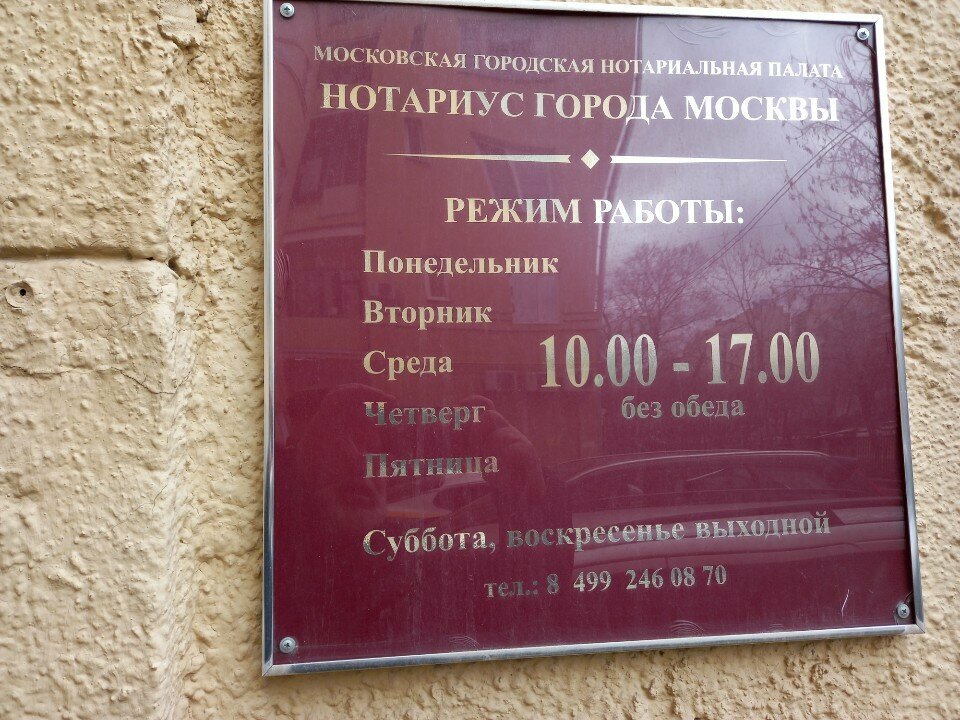 МОСКОВСКАЯ ГОРОДСКАЯ НОТАРИАЛЬНАЯ ПАЛАТА
НОТАРИУС ГОРОДА МОСКВЫ
РЕЖИМ РАБОТЫ:
Понедельник
Вторник
Среда
Четверг
Пятница
10.00 - 17.00
без обеда
Суббота, воскресенье выходной
тел.: 8 499 246 08 70